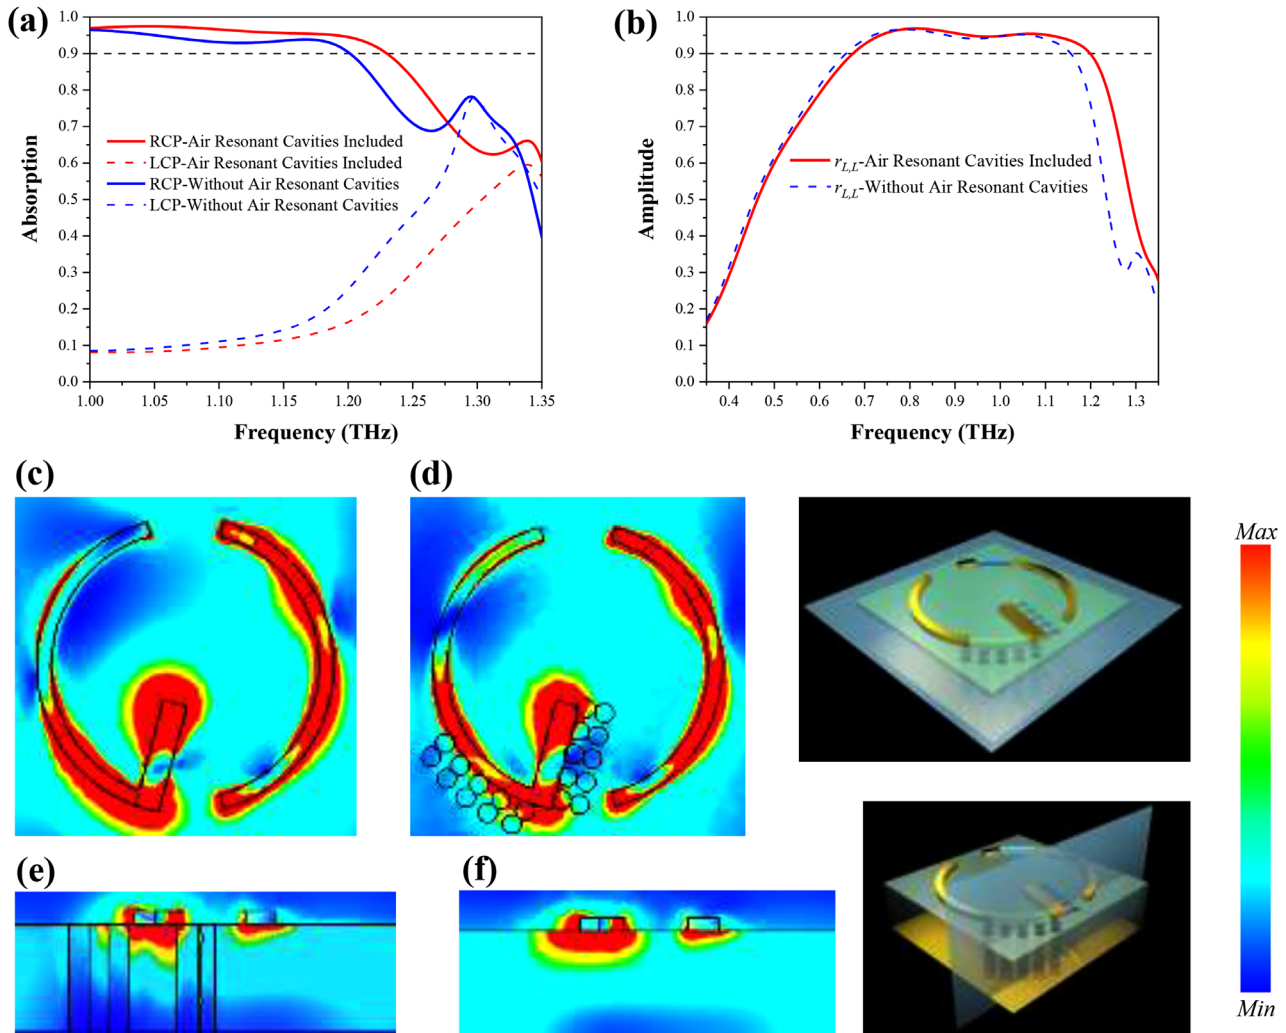 (a)
1.0
0.9
0.8
0.7
0.6
0.5
0.4
0.3
0.2
0.1
0.0
Absorption
RCP-Air Resonant Cavities Included
LCP-Air Resonant Cavities Included
RCP-Without Air Resonant Cavities
LCP-Without Air Resonant Cavities
1.00 1.05 1.10 1.15 1.20 1.25 1.30 1.35
Frequency (THz)
(b)
1.0
0.9
0.8
0.7
0.6
0.5
0.4
0.3
0.2
0.1
0.0
Amplitude
r_{L,L}-Air Resonant Cavities Included
r_{L,L}-Without Air Resonant Cavities
0.4 0.5 0.6 0.7 0.8 0.9 1.0 1.1 1.2 1.3
Frequency (THz)
(c)
(d)
(e)
(f)
Max
Min